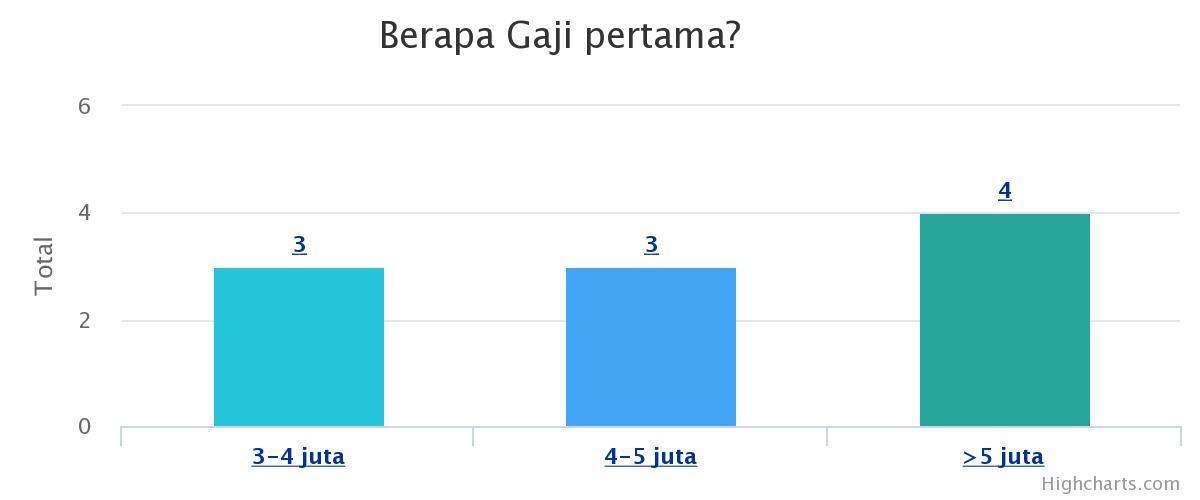 Berapa Gaji pertama?
Total
6
4
2
0
3
3
4
3-4 juta
4-5 juta
>5 juta
Highcharts.com